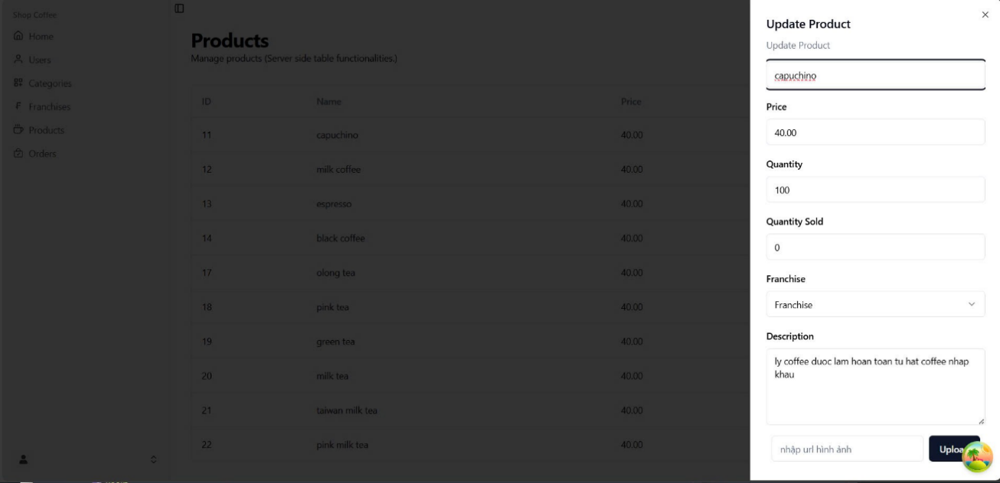 Shop Coffee
Home
Users
Categories
Franchises
Products
Orders
Products
Manage products (Server side table functionalities.)
ID Name Price
11 capuchino 40.00
12 milk coffee 40.00
13 espresso 40.00
14 black coffee 40.00
17 olong tea 40.00
18 pink tea 40.00
19 green tea 40.00
20 milk tea 40.00
21 taiwan milk tea 40.00
22 pink milk tea 40.00
Update Product
Update Product
capuchino
Price
40.00
Quantity
100
Quantity Sold
0
Franchise
Franchise
Description
ly coffee duoc lam hoan toan tu hat coffee nhap
khau
nhập url hình ảnh